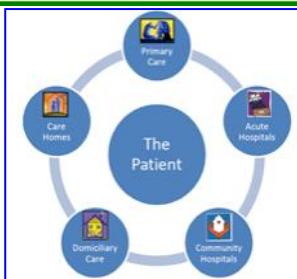 Primary
Care
Care
Homes
Acute
Hospitals
The
Patient
Domiciliary
Care
Community
Hospitals